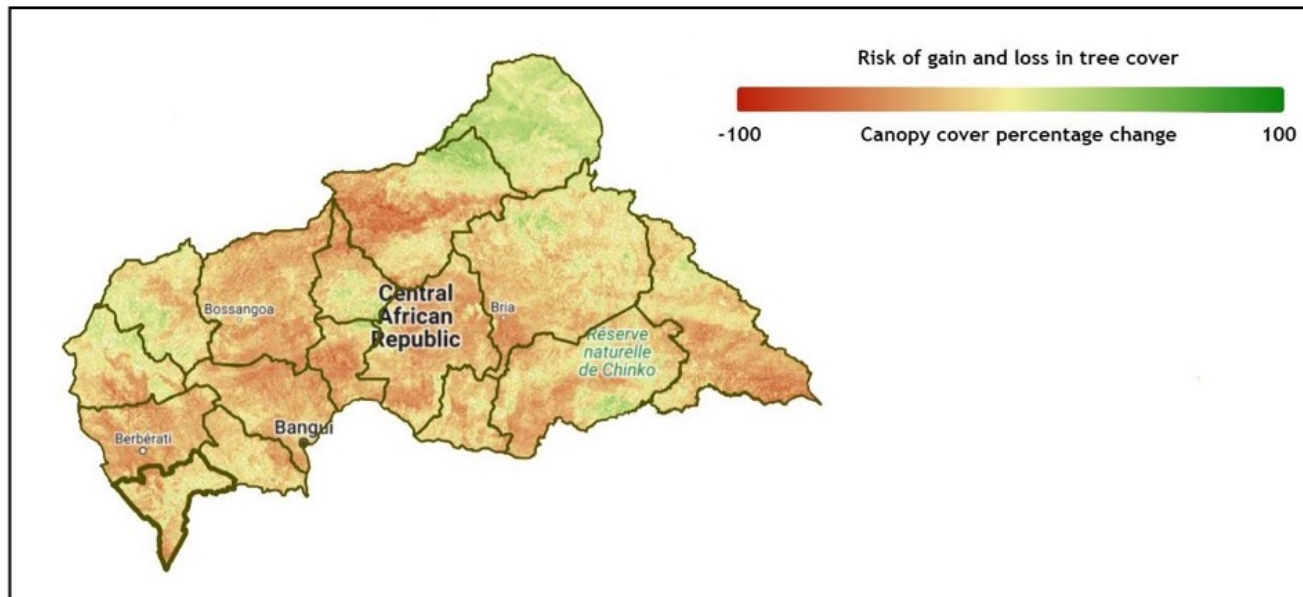 Risk of gain and loss in tree cover
-100
Canopy cover percentage change
100
Bossangoa
Central
African
Republic
Bria
Réserve
naturelle
de Chinko
Bangui
Berbérati